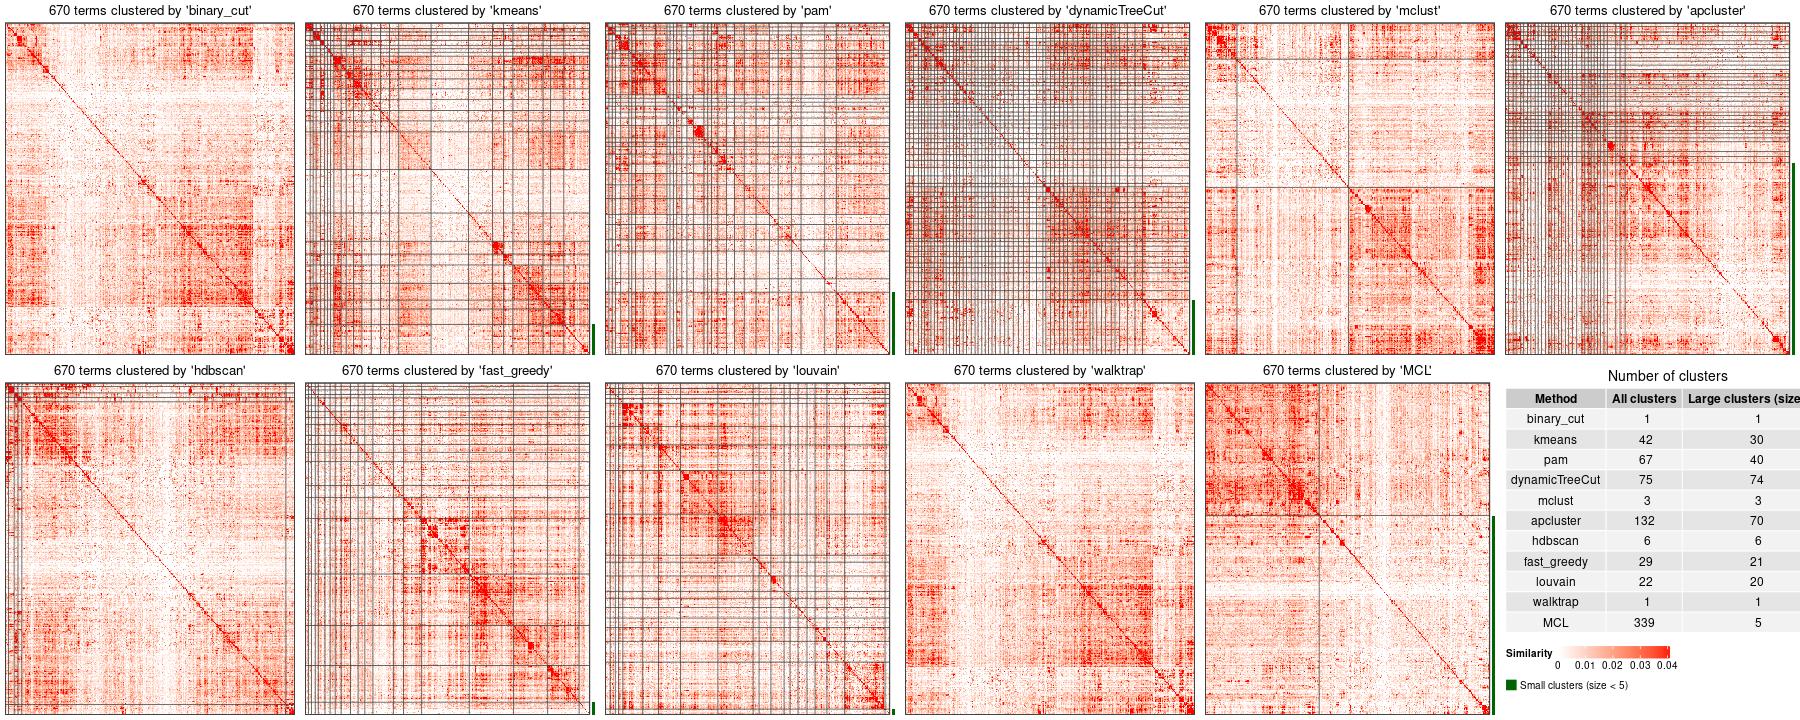 670 terms clustered by 'binary_cut'
670 terms clustered by 'kmeans'
670 terms clustered by 'pam'
670 terms clustered by 'dynamicTreeCut'
670 terms clustered by 'mclust'
670 terms clustered by 'apcluster'
670 terms clustered by 'hdbscan'
670 terms clustered by 'fast_greedy'
670 terms clustered by 'louvain'
670 terms clustered by 'walktrap'
670 terms clustered by 'MCL'
Number of clusters
Method All clusters Large clusters (size
binary_cut 1 1
kmeans 42 30
pam 67 40
dynamicTreeCut 75 74
mclust 3 3
apcluster 132 70
hdbscan 6 6
fast_greedy 29 21
louvain 22 20
walktrap 1 1
MCL 339 5
Similarity
0 0.01 0.02 0.03 0.04
Small clusters (size < 5)